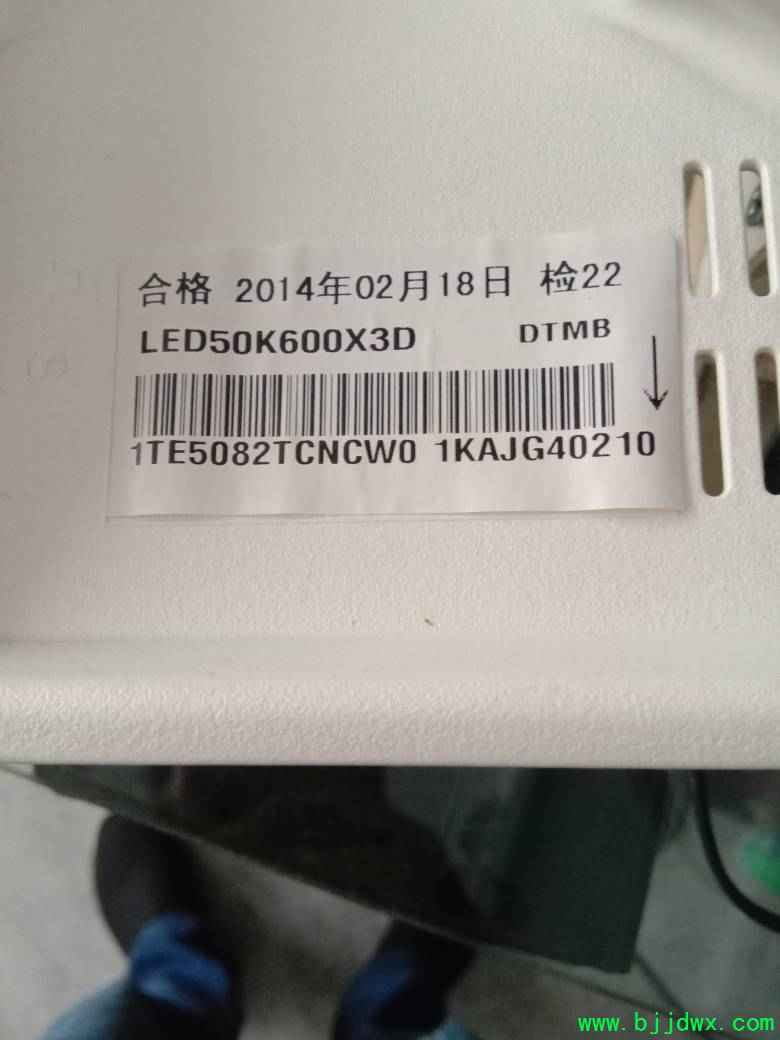 合格 2014年02月18日 检22
LED50K600X3D DTMB
1TE5082TCNCW0 1KAJG40210
www.bjjdwx.com